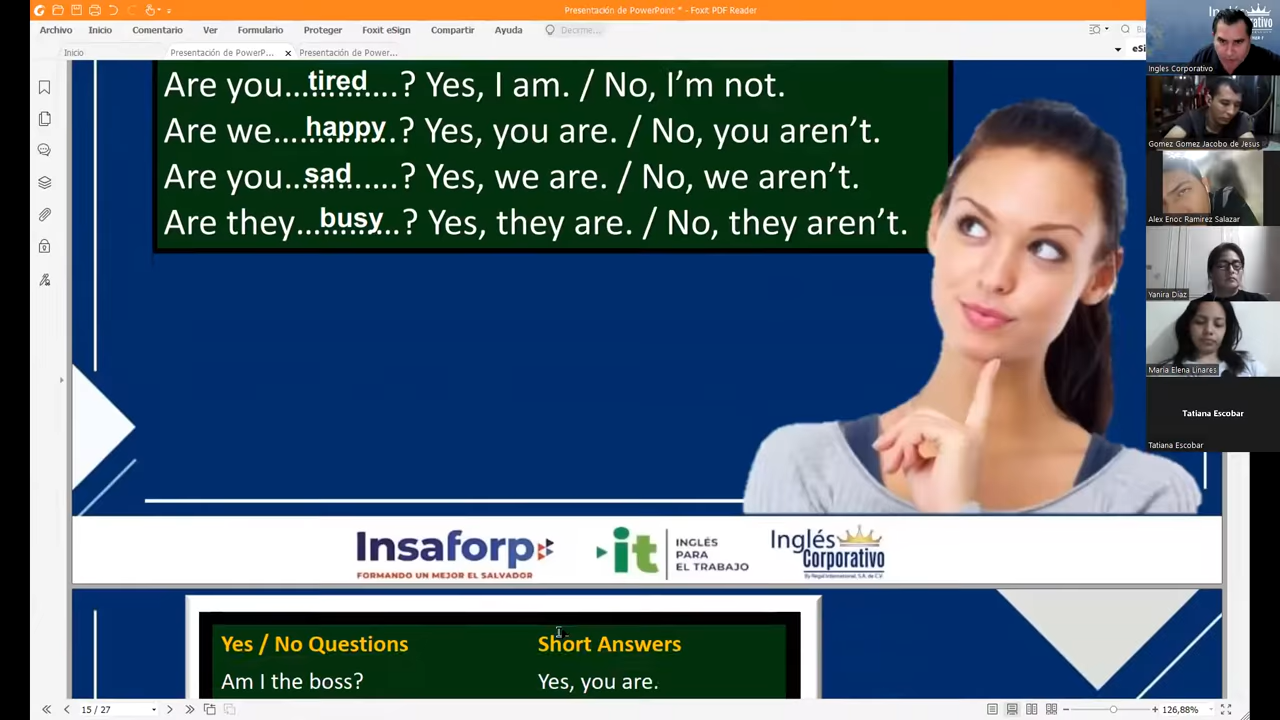 Presentación de PowerPoint * - Foxit PDF Reader
Archivo Inicio Comentario Ver Formulario Proteger Foxit eSign Compartir Ayuda Decirme...
Inicio Presentación de PowerP... Presentación de Power...
Are you...tired...? Yes, I am. / No, I'm not.
Are we...happy...? Yes, you are. / No, you aren't.
Are you...sad...? Yes, we are. / No, we aren't.
Are they...busy...? Yes, they are. / No, they aren't.
Insaforp
FORMANDO UN MEJOR EL SALVADOR
it
INGLÉS
PARA
EL TRABAJO
Inglés
Corporativo
Yes / No Questions Short Answers
Am I the boss? Yes, you are.
15 / 27
126,88%
Ingles Corporativo
Gomez Gomez Jacobo de Jesus
Alex Enoc Ramirez Salazar
Yanira Diaz
María Elena Linares
Tatiana Escobar
Tatiana Escobar